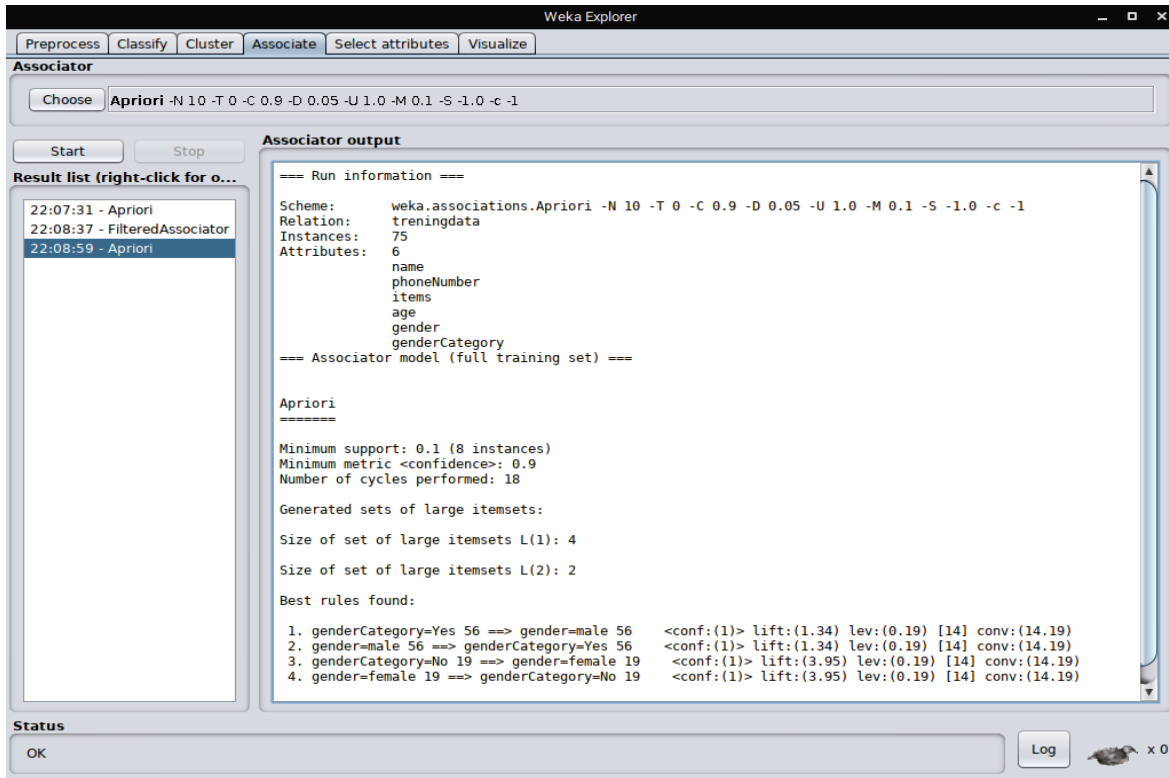 Weka Explorer
Preprocess Classify Cluster Associate Select attributes Visualize
Associator
Choose Apriori -N 10 -T 0 -C 0.9 -D 0.05 -U 1.0 -M 0.1 -S -1.0 -c -1
Start Stop
Result list (right-click for o...
22:07:31 - Apriori
22:08:37 - FilteredAssociator
22:08:59 - Apriori
Associator output
=== Run information ===
Scheme: weka.associations.Apriori -N 10 -T 0 -C 0.9 -D 0.05 -U 1.0 -M 0.1 -S -1.0 -c -1
Relation: treningdata
Instances: 75
Attributes: 6
name
phoneNumber
items
age
gender
genderCategory
=== Associator model (full training set) ===
Apriori
=======
Minimum support: 0.1 (8 instances)
Minimum metric <confidence>: 0.9
Number of cycles performed: 18
Generated sets of large itemsets:
Size of set of large itemsets L(1): 4
Size of set of large itemsets L(2): 2
Best rules found:
1. genderCategory=Yes 56 ==> gender=male 56 <conf:(1)> lift:(1.34) lev:(0.19) [14] conv:(14.19)
2. gender=male 56 ==> genderCategory=Yes 56 <conf:(1)> lift:(1.34) lev:(0.19) [14] conv:(14.19)
3. genderCategory=No 19 ==> gender=female 19 <conf:(1)> lift:(3.95) lev:(0.19) [14] conv:(14.19)
4. gender=female 19 ==> genderCategory=No 19 <conf:(1)> lift:(3.95) lev:(0.19) [14] conv:(14.19)
Status
OK
Log
x 0